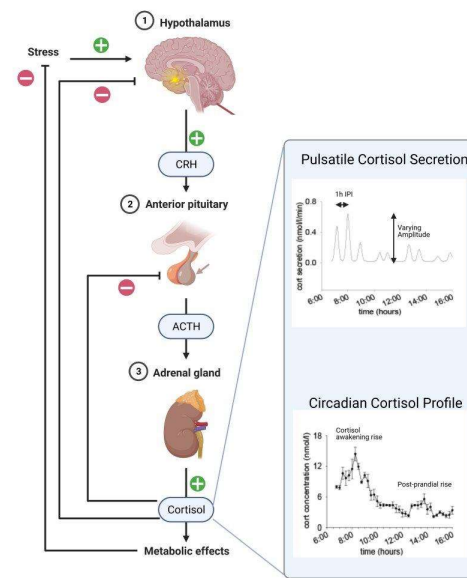 1 Hypothalamus
Stress
+
−
−
+
CRH
2 Anterior pituitary
−
ACTH
3 Adrenal gland
+
Cortisol
Metabolic effects
Pulsatile Cortisol Secretion
1h IPI
Varying
Amplitude
cort secretion (nmol/l/min)
0.8
0.4
0.0
6:00
8:00
10:00
12:00
14:00
16:00
time (hours)
Circadian Cortisol Profile
Cortisol
awakening rise
Post-prandial rise
cort concentration (nmol/l)
18
12
6
0
6:00
8:00
10:00
12:00
14:00
16:00
time (hours)